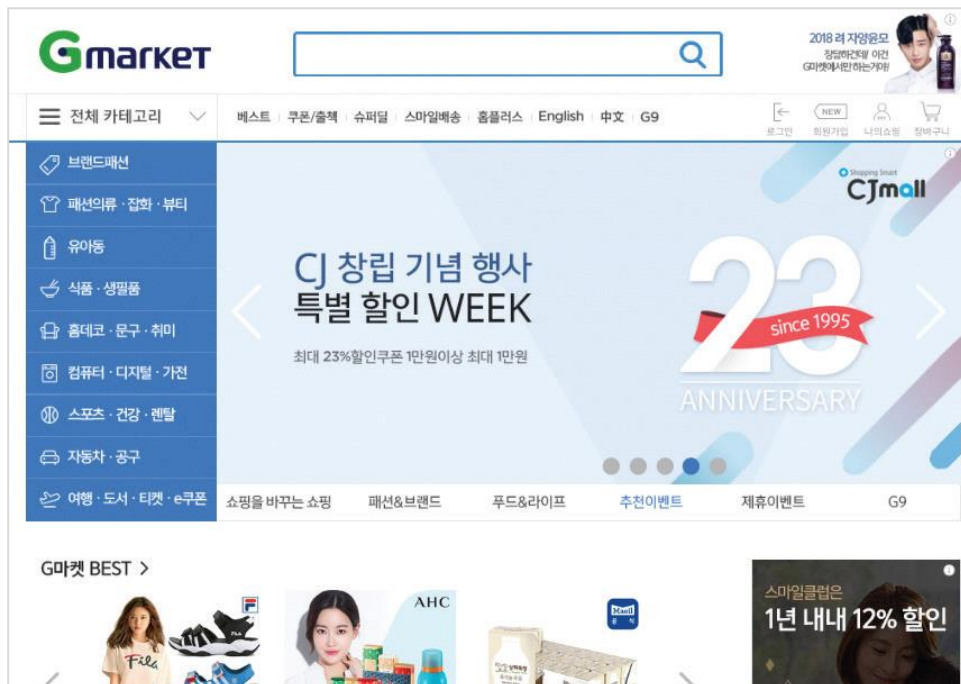 Gmarket
2018 려 자양윤모
장담하건데! 이건
G마켓에서만 하는거야!
전체 카테고리
베스트 쿠폰/출첵 슈퍼딜 스마일배송 홈플러스 English 中文 G9
NEW
로그인 회원가입 나의쇼핑 장바구니
브랜드패션
패션의류 · 잡화 · 뷰티
유아동
식품 · 생필품
홈데코 · 문구 · 취미
컴퓨터 · 디지털 · 가전
스포츠 · 건강 · 렌탈
자동차 · 공구
여행 · 도서 · 티켓 · e쿠폰
Shopping Smart
CJmall
CJ 창립 기념 행사
특별 할인 WEEK
최대 23%할인쿠폰 1만원이상 최대 1만원
23
since 1995
ANNIVERSARY
쇼핑을 바꾸는 쇼핑 패션&브랜드 푸드&라이프 추천이벤트 제휴이벤트 G9
G마켓 BEST >
FILA
Fila
AHC
Maeil
공식
스마일클럽은
1년 내내 12% 할인